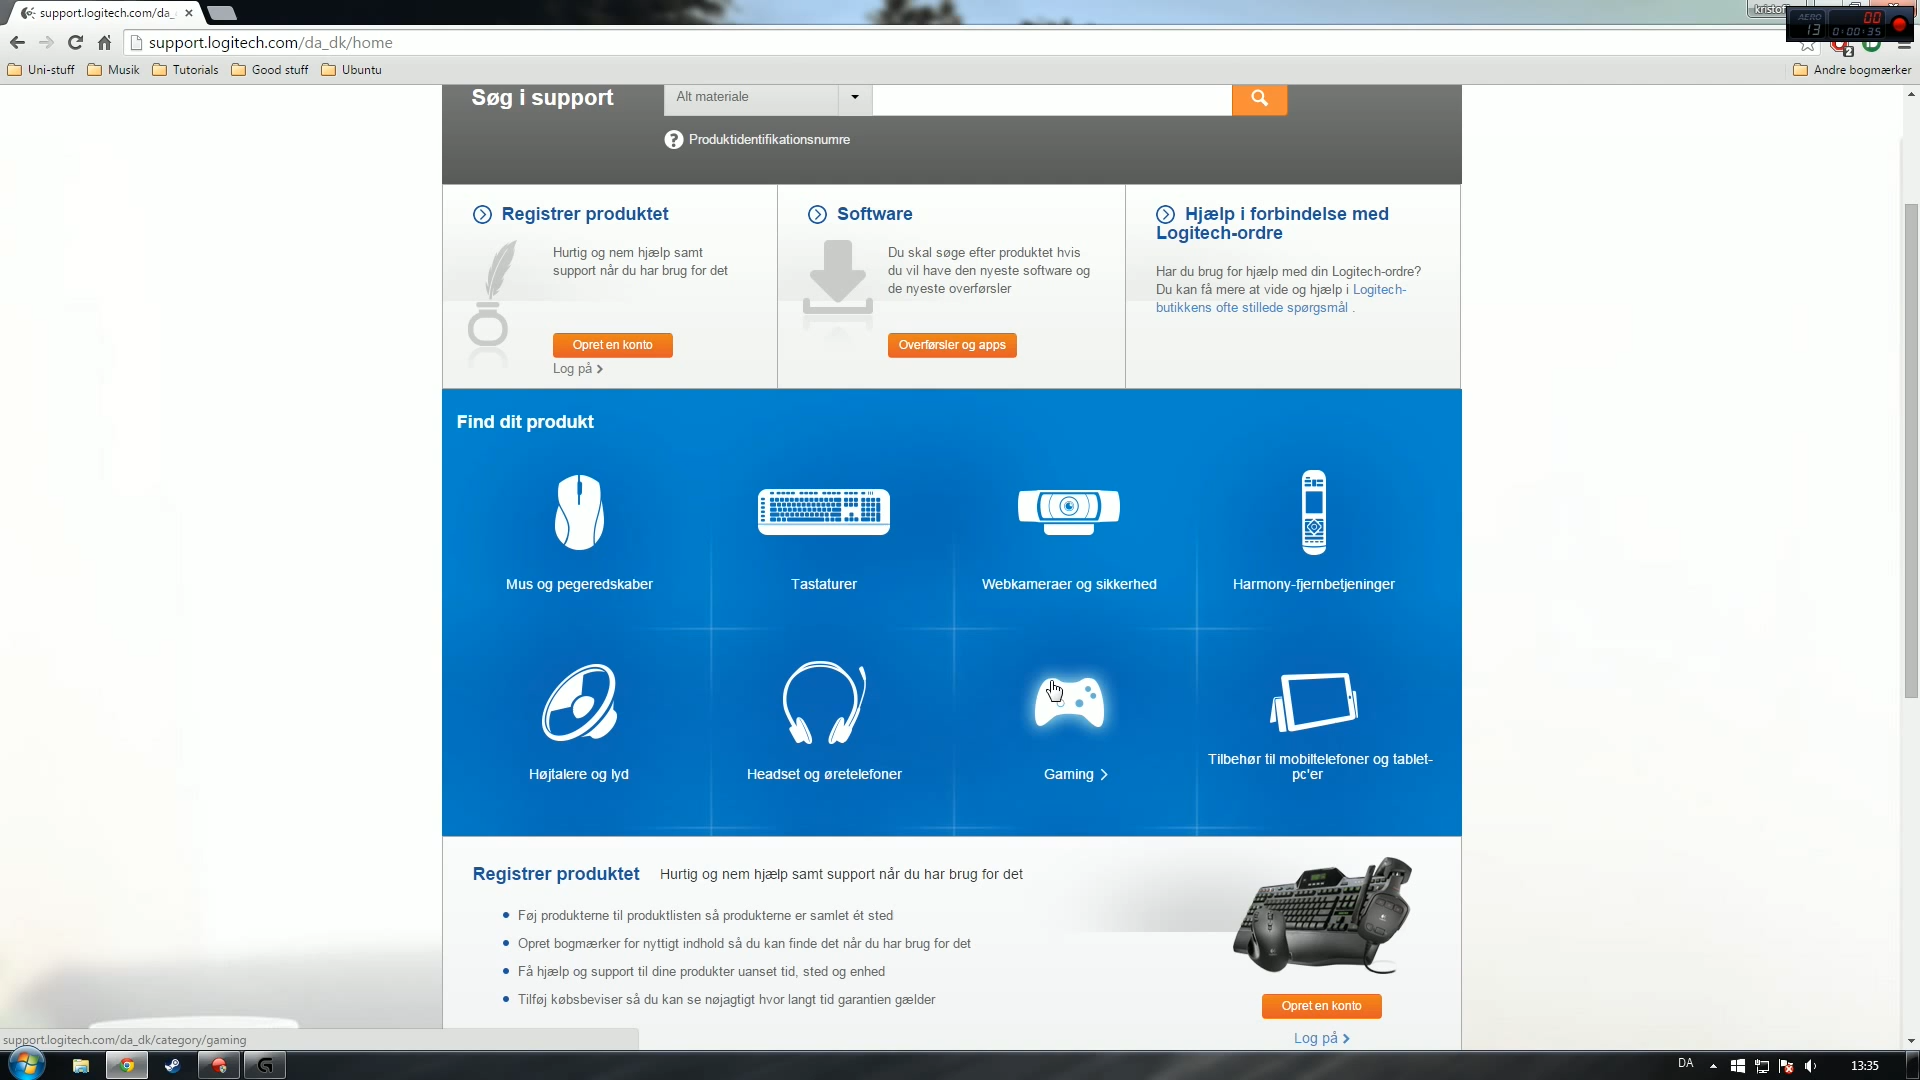 support.logitech.com/da_
kristof
AERO
13
00
0:00:35
support.logitech.com/da_dk/home
2
Uni-stuff
Musik
Tutorials
Good stuff
Ubuntu
Andre bogmærker
Søg i support
Alt materiale
? Produktidentifikationsnumre
Registrer produktet
Hurtig og nem hjælp samt
support når du har brug for det
Opret en konto
Log på
Software
Du skal søge efter produktet hvis
du vil have den nyeste software og
de nyeste overførsler
Overførsler og apps
Hjælp i forbindelse med
Logitech-ordre
Har du brug for hjælp med din Logitech-ordre?
Du kan få mere at vide og hjælp i Logitech-
butikkens ofte stillede spørgsmål .
Find dit produkt
Mus og pegeredskaber
Tastaturer
Webkameraer og sikkerhed
Harmony-fjernbetjeninger
Højtalere og lyd
Headset og øretelefoner
Gaming
Tilbehør til mobiltelefoner og tablet-
pc'er
Registrer produktet
Hurtig og nem hjælp samt support når du har brug for det
Føj produkterne til produktlisten så produkterne er samlet ét sted
Opret bogmærker for nyttigt indhold så du kan finde det når du har brug for det
Få hjælp og support til dine produkter uanset tid, sted og enhed
Tilføj købsbeviser så du kan se nøjagtigt hvor langt tid garantien gælder
Opret en konto
Log på
support.logitech.com/da_dk/category/gaming
DA
13:35